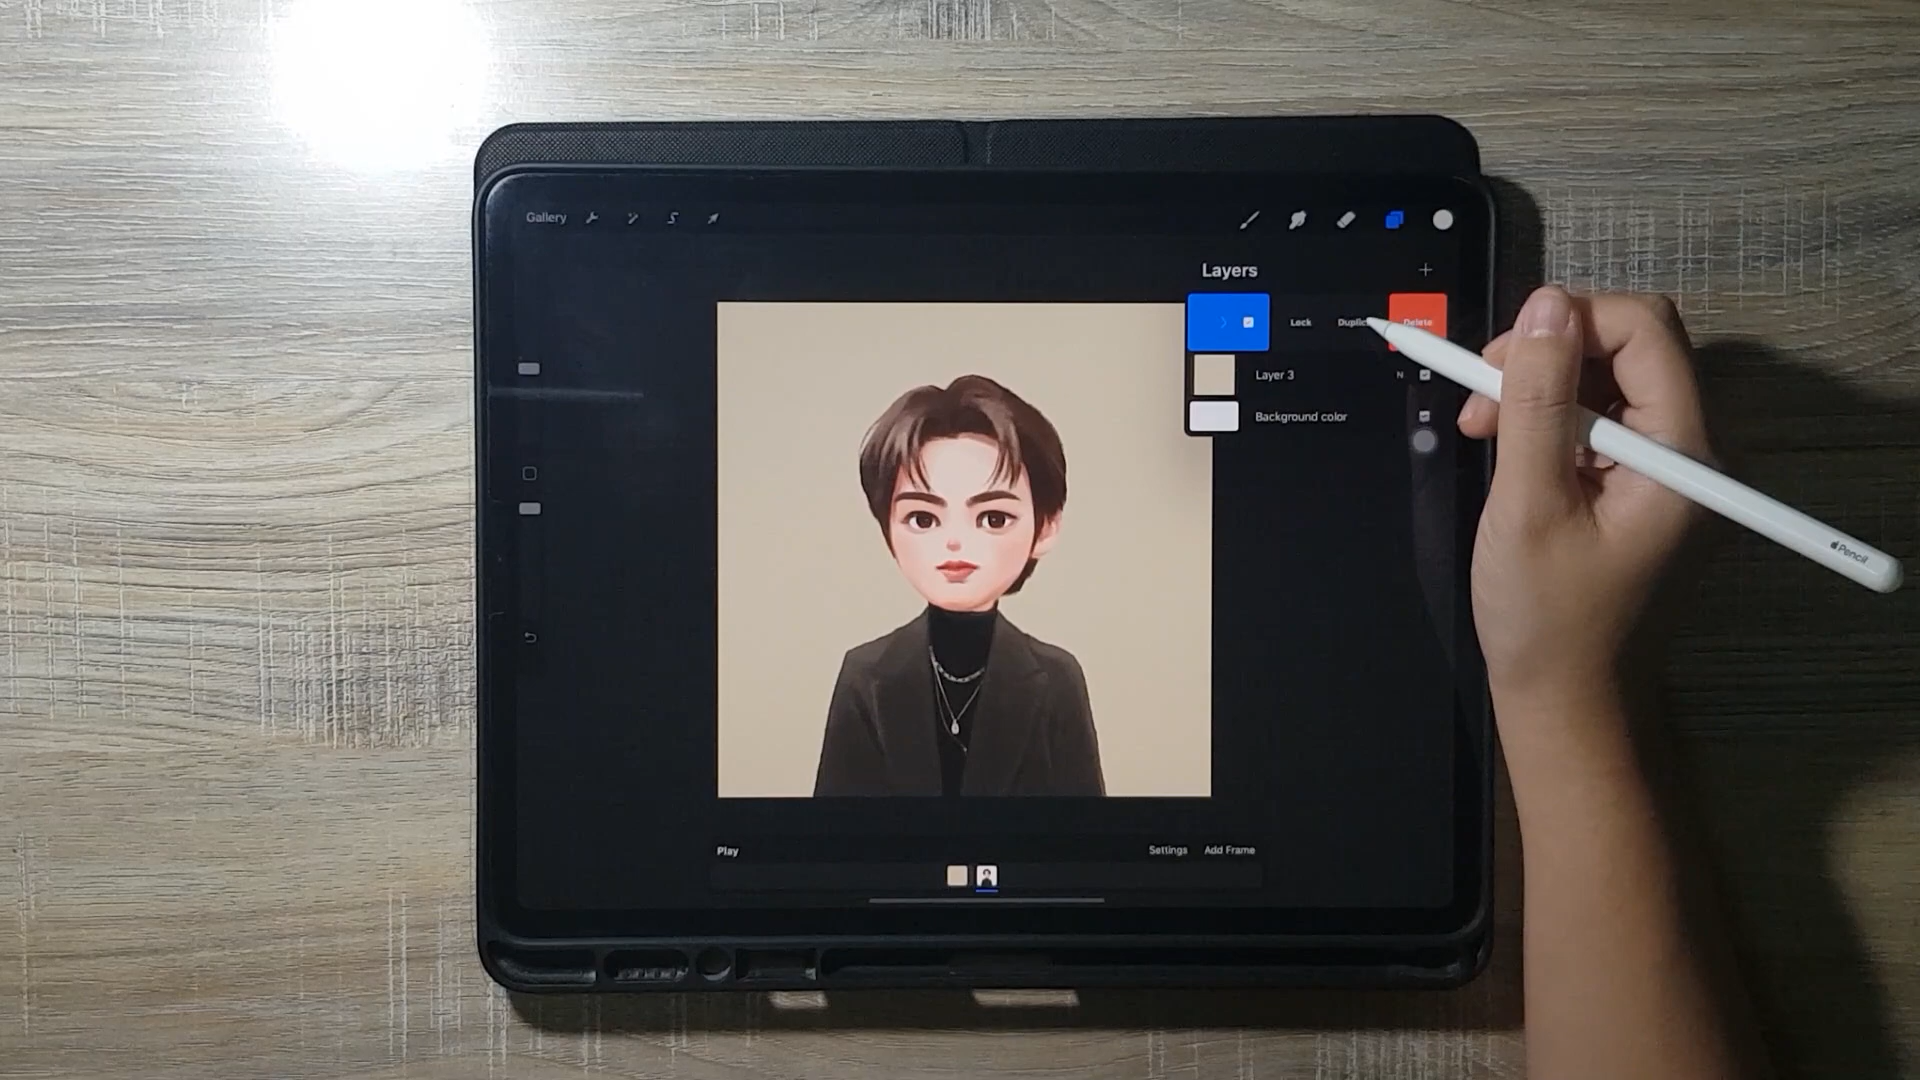 Gallery
Layers
Lock
Delete
Layer 3
N
Background color
Pencil
Play
Settings
Add Frame